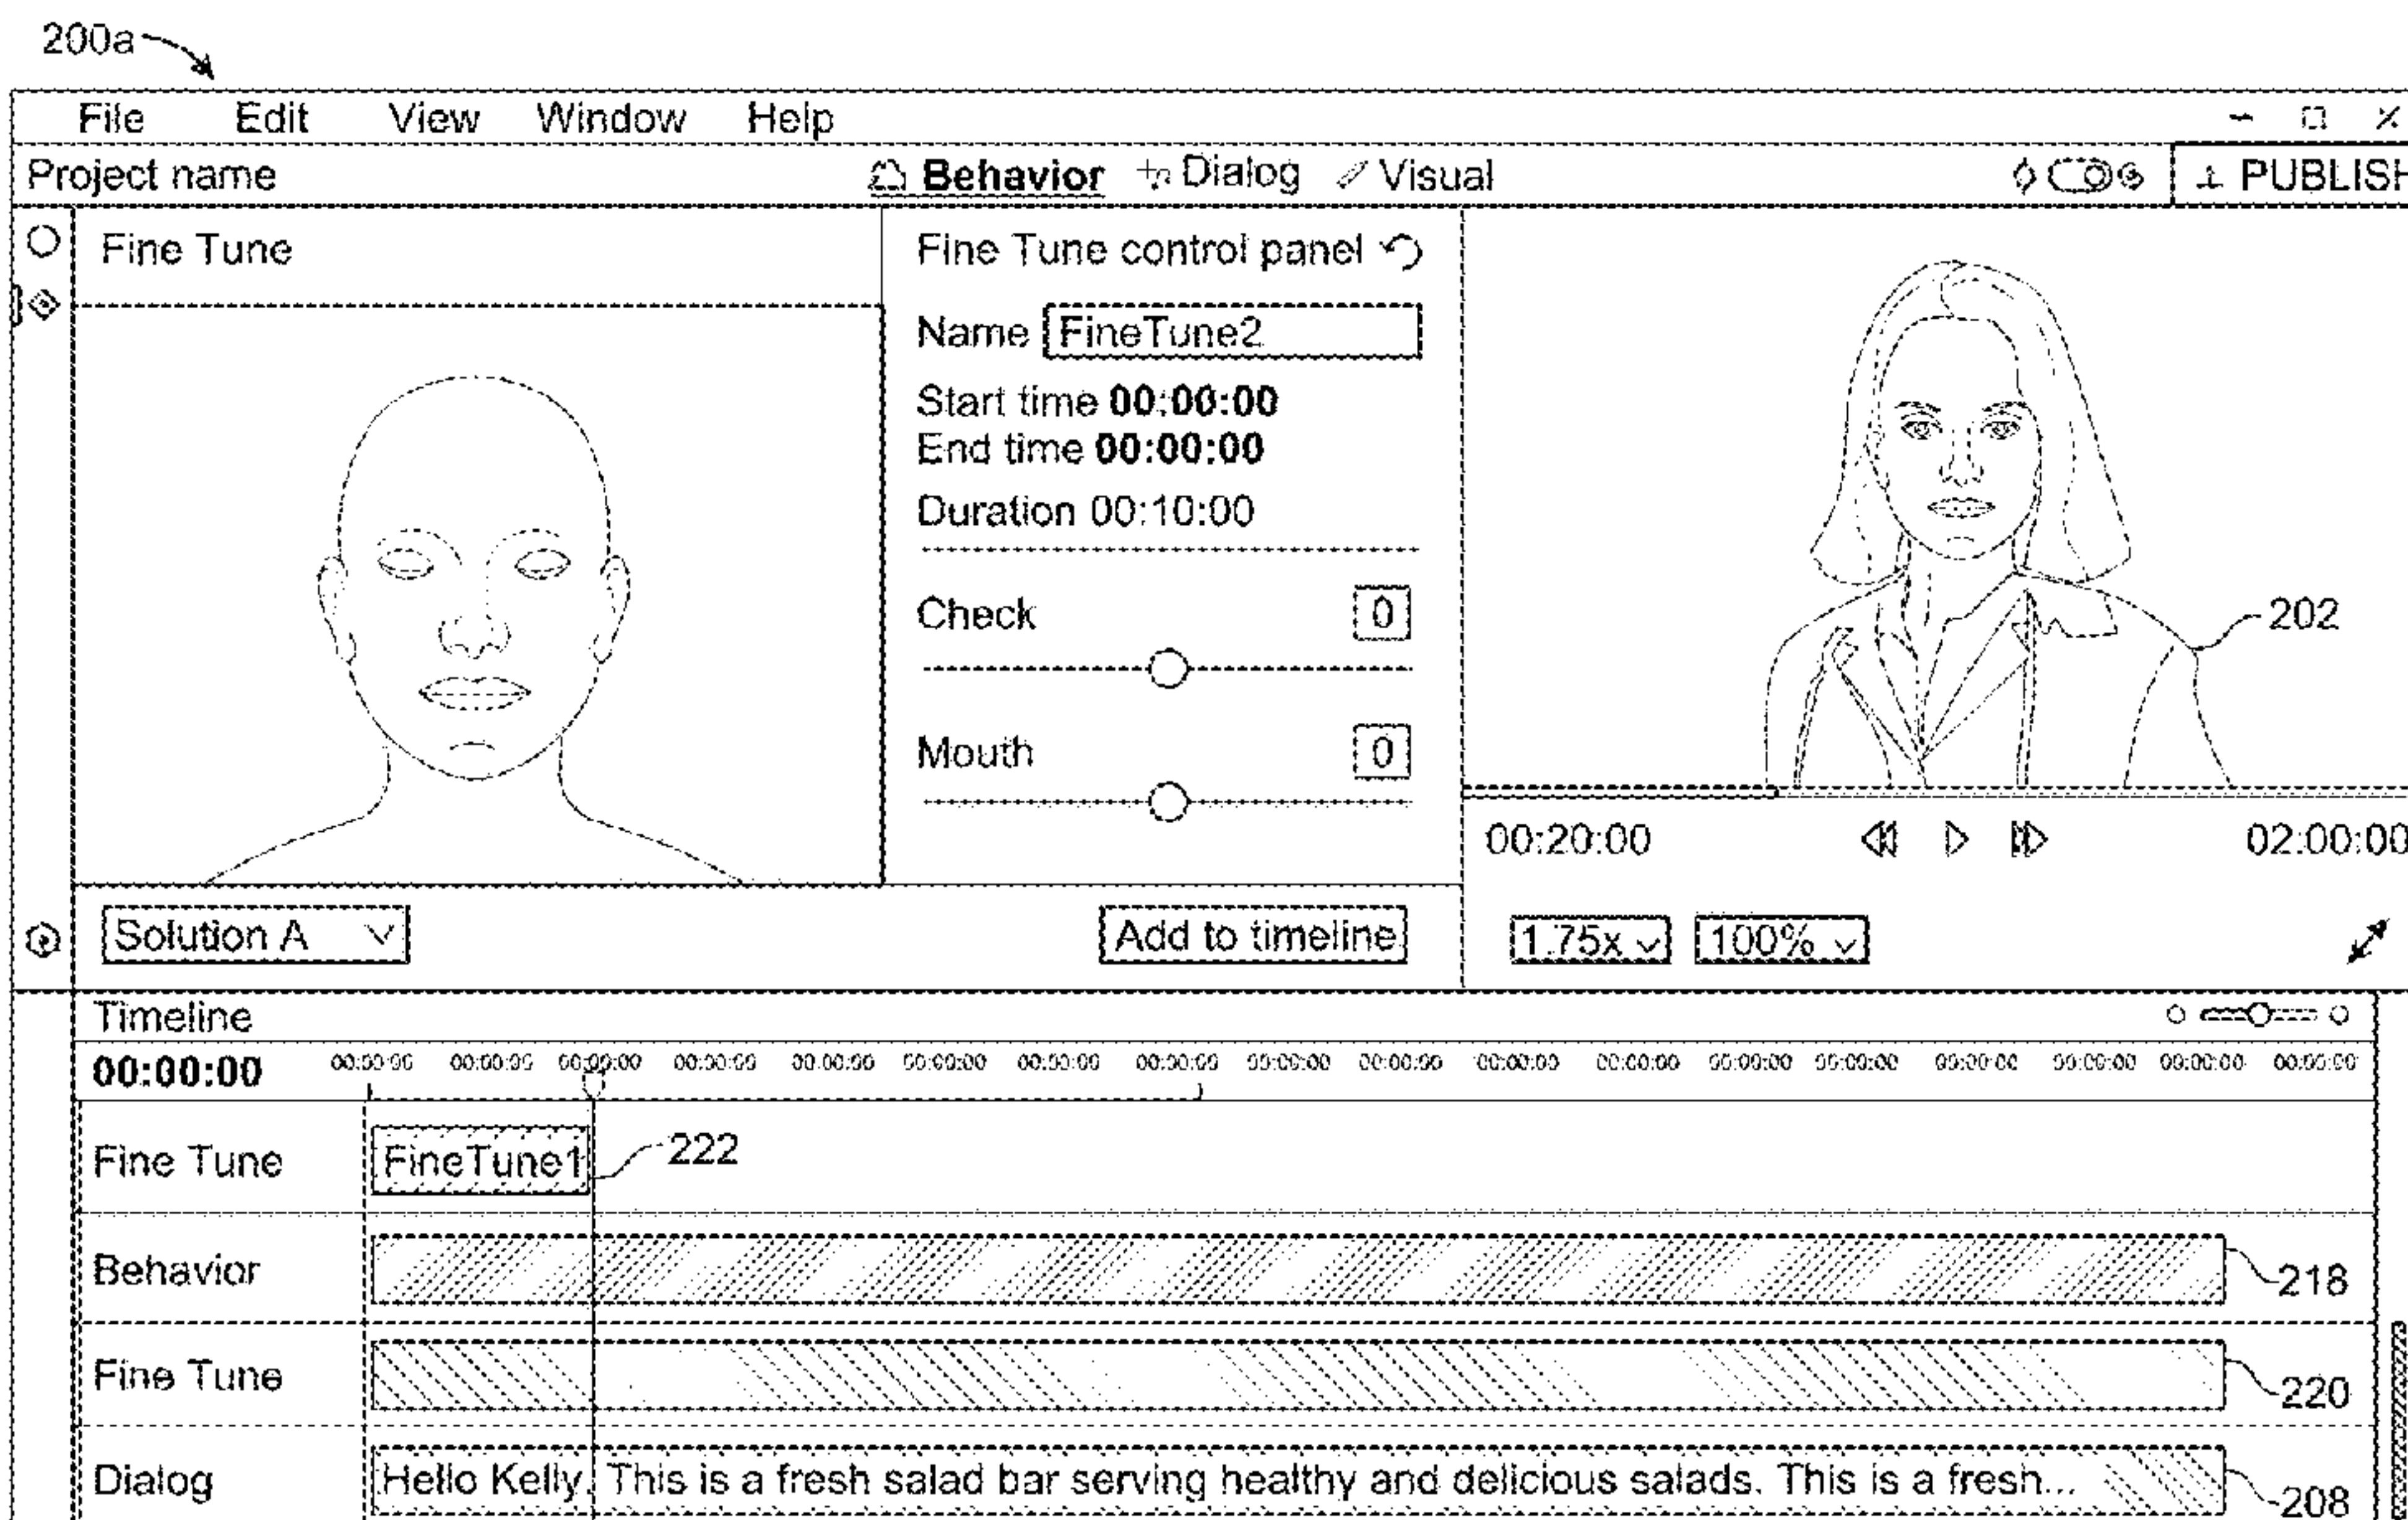 200a
File Edit View Window Help
Project name Behavior Dialog Visual PUBLISH
Fine Tune
Fine Tune control panel
Name FineTune2
Start time 00:00:00
End time 00:00:00
Duration 00:10:00
Check 0
Mouth 0
202
00:20:00 02:00:00
Solution A Add to timeline 1.75x 100%
Timeline
00:00:00
Fine Tune FineTune1 222
Behavior 218
Fine Tune 220
Dialog Hello Kelly. This is a fresh salad bar serving healthy and delicious salads. This is a fresh... 208